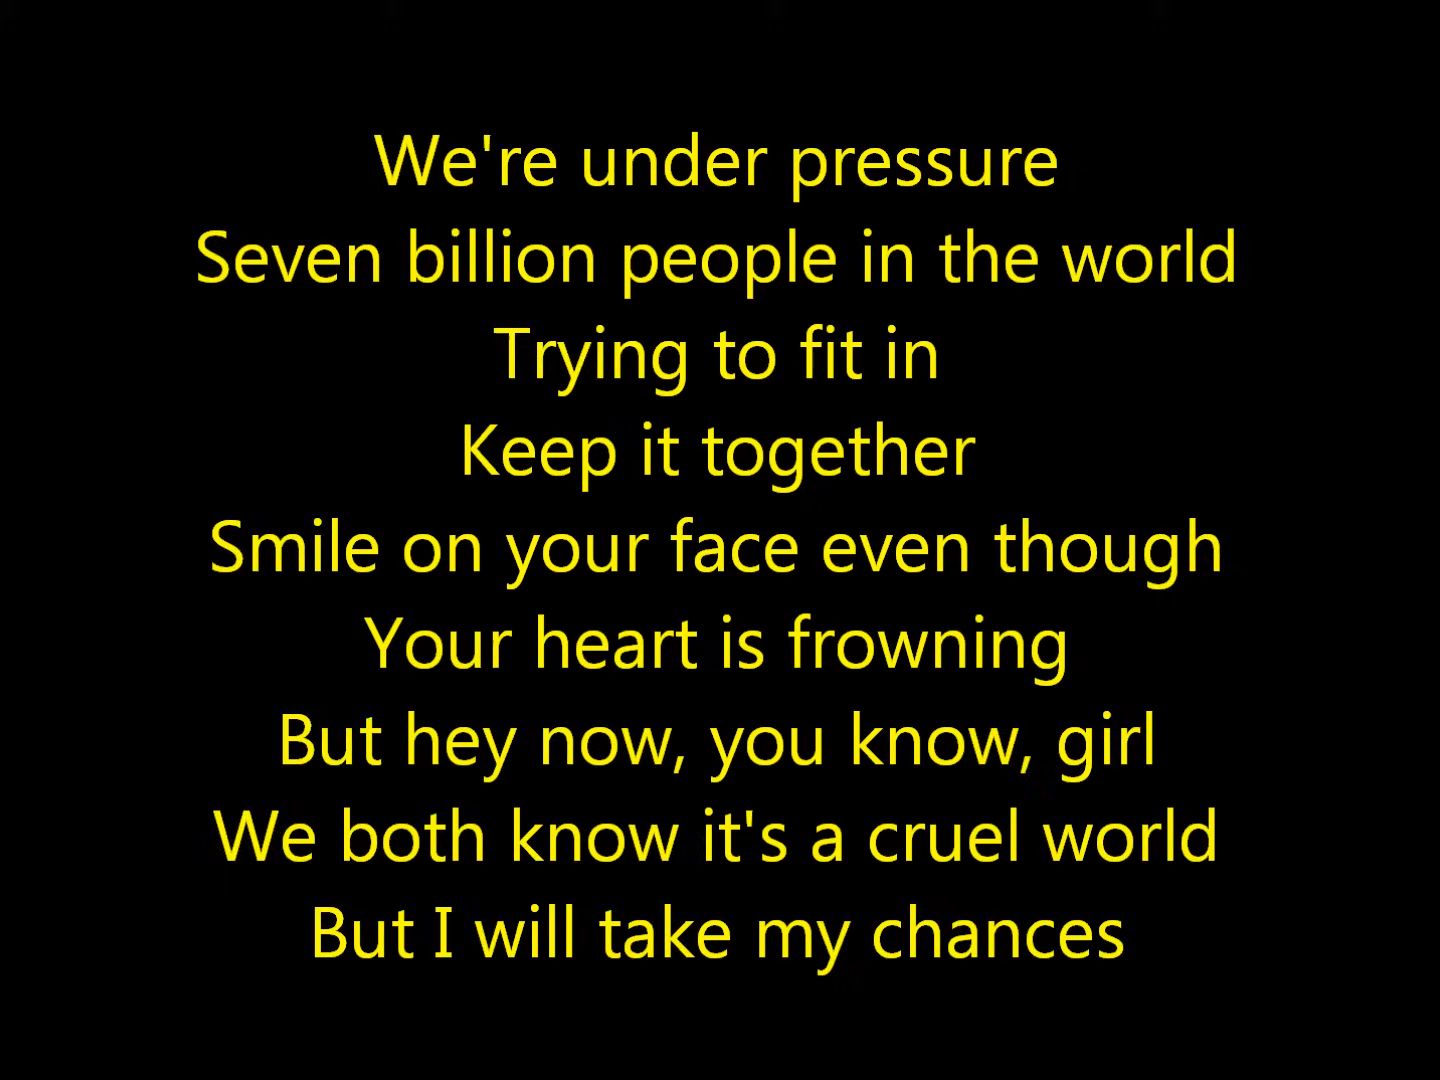 We're under pressure
Seven billion people in the world
Trying to fit in
Keep it together
Smile on your face even though
Your heart is frowning
But hey now, you know, girl
We both know it's a cruel world
But I will take my chances